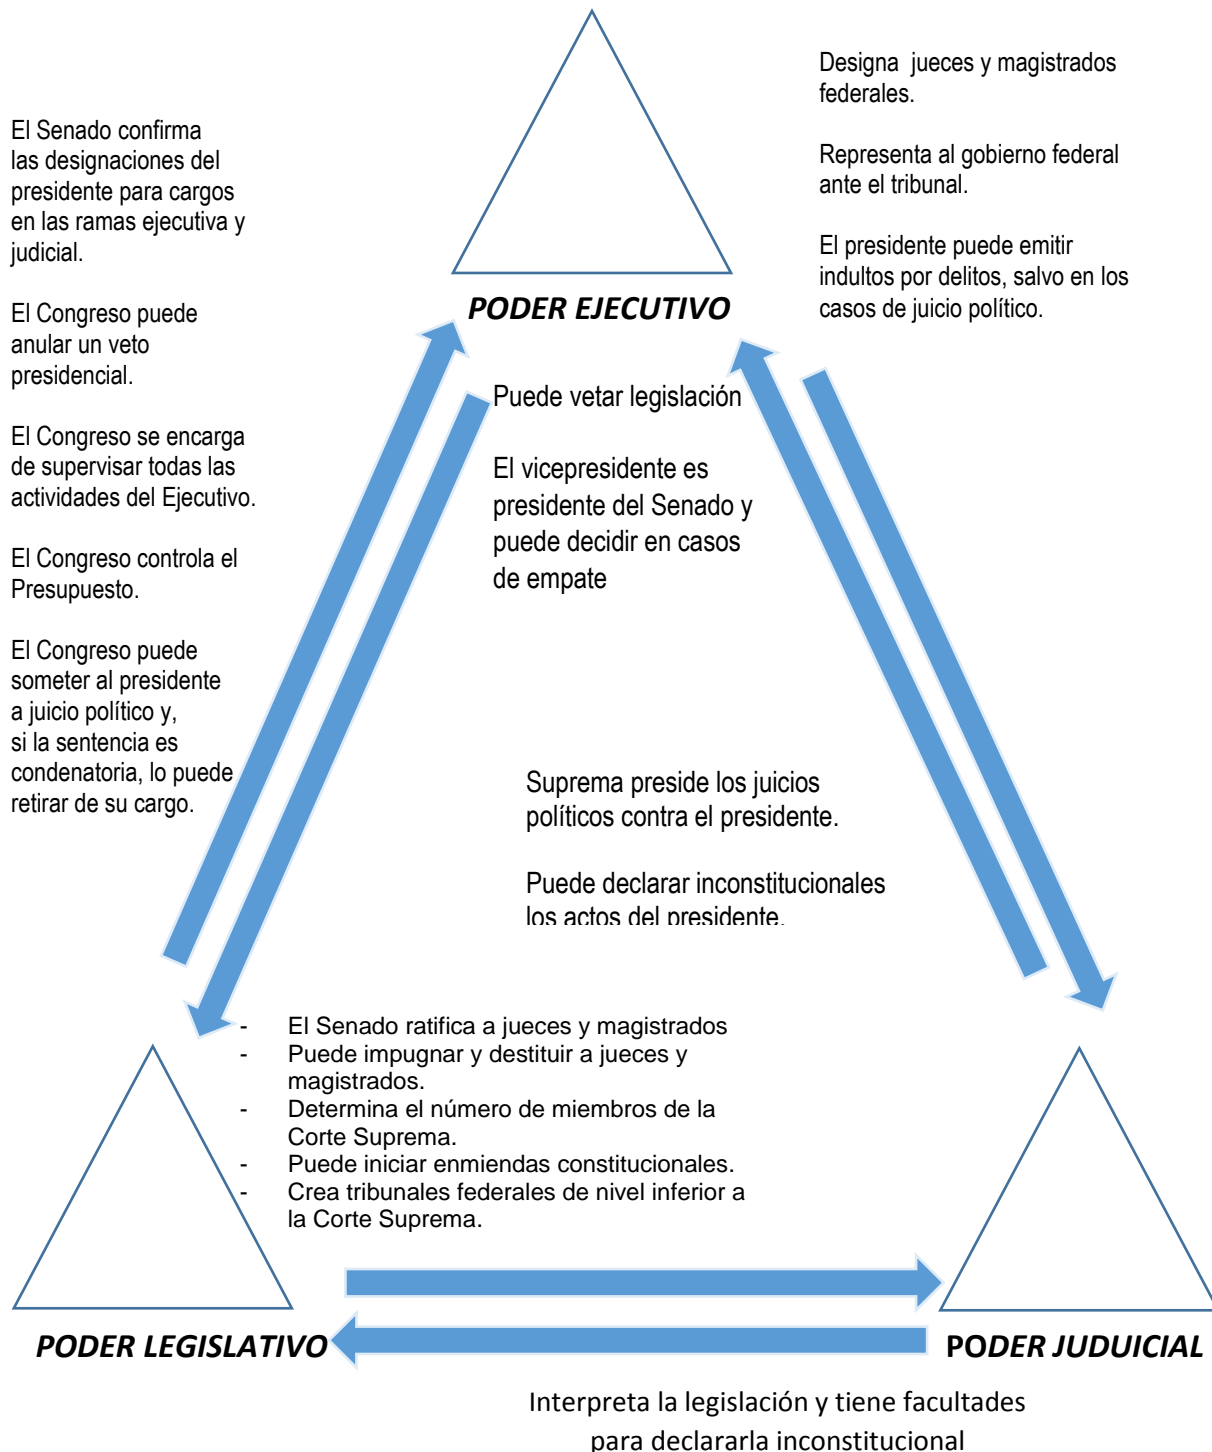 Designa  jueces y magistrados
federales.
Representa al gobierno federal
ante el tribunal.
El presidente puede emitir
indultos por delitos, salvo en los
casos de juicio político.
El Senado confirma
las designaciones del
presidente para cargos
en las ramas ejecutiva y
judicial.
El Congreso puede
anular un veto
presidencial.
El Congreso se encarga
de supervisar todas las
actividades del Ejecutivo.
El Congreso controla el
Presupuesto.
El Congreso puede
someter al presidente
a juicio político y,
si la sentencia es
condenatoria, lo puede
retirar de su cargo.
PODER EJECUTIVO
Puede vetar legislación
El vicepresidente es
presidente del Senado y
puede decidir en casos
de empate
Suprema preside los juicios
políticos contra el presidente.
Puede declarar inconstitucionales
los actos del presidente.
- El Senado ratifica a jueces y magistrados
- Puede impugnar y destituir a jueces y
magistrados.
- Determina el número de miembros de la
Corte Suprema.
- Puede iniciar enmiendas constitucionales.
- Crea tribunales federales de nivel inferior a
la Corte Suprema.
PODER LEGISLATIVO
PODER JUDUICIAL
Interpreta la legislación y tiene facultades
para declararla inconstitucional